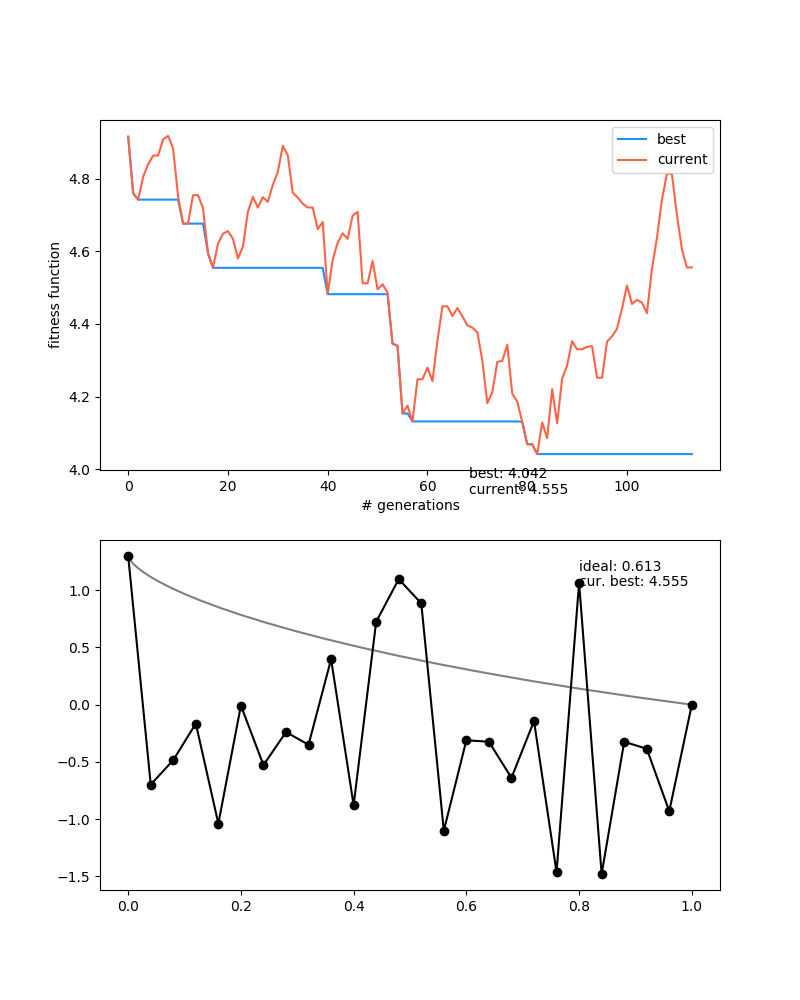 best
current
4.8
4.6
4.4
4.2
4.0
fitness function
0 20 40 60 80 100
best: 4.042
current: 4.555
# generations
ideal: 0.613
cur. best: 4.555
1.0
0.5
0.0
−0.5
−1.0
−1.5
0.0 0.2 0.4 0.6 0.8 1.0